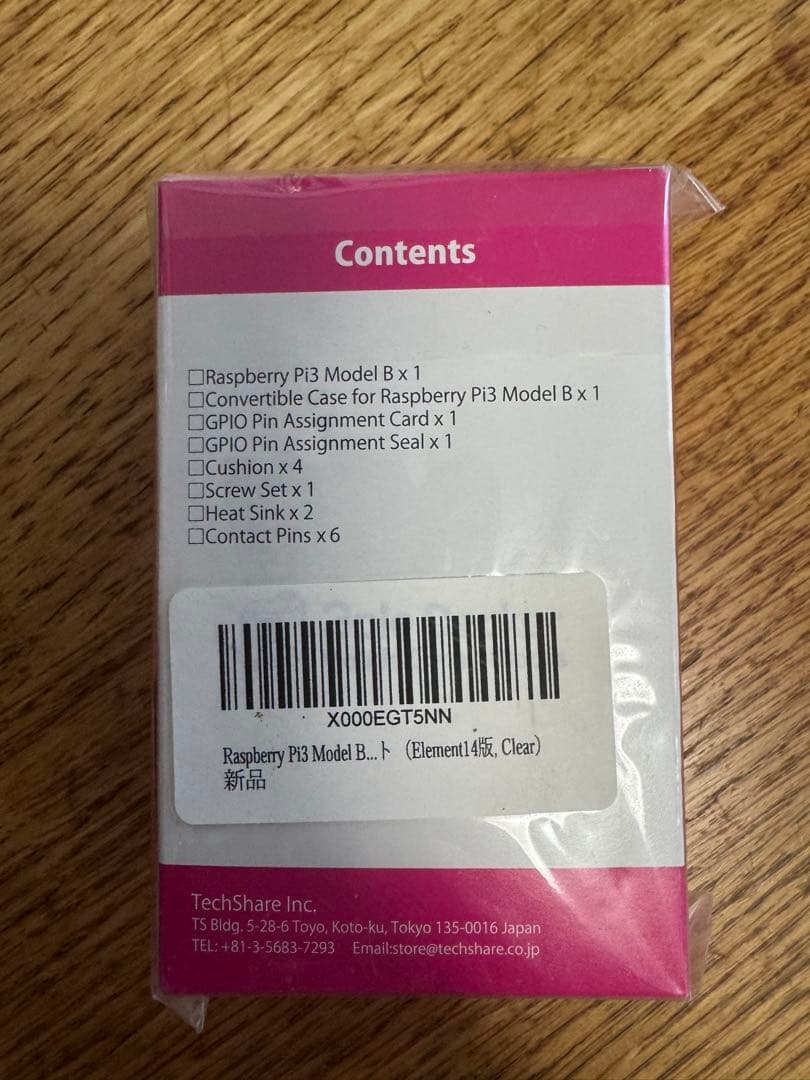 Contents
□Raspberry Pi3 Model B x 1
□Convertible Case for Raspberry Pi3 Model B x 1
□GPIO Pin Assignment Card x 1
□GPIO Pin Assignment Seal x 1
□Cushion x 4
□Screw Set x 1
□Heat Sink x 2
□Contact Pins x 6
X000EGT5NN
Raspberry Pi3 Model B...ト（Element14版, Clear）
新品
TechShare Inc.
TS Bldg. 5-28-6 Toyo, Koto-ku, Tokyo 135-0016 Japan
TEL: +81-3-5683-7293 Email:store@techshare.co.jp